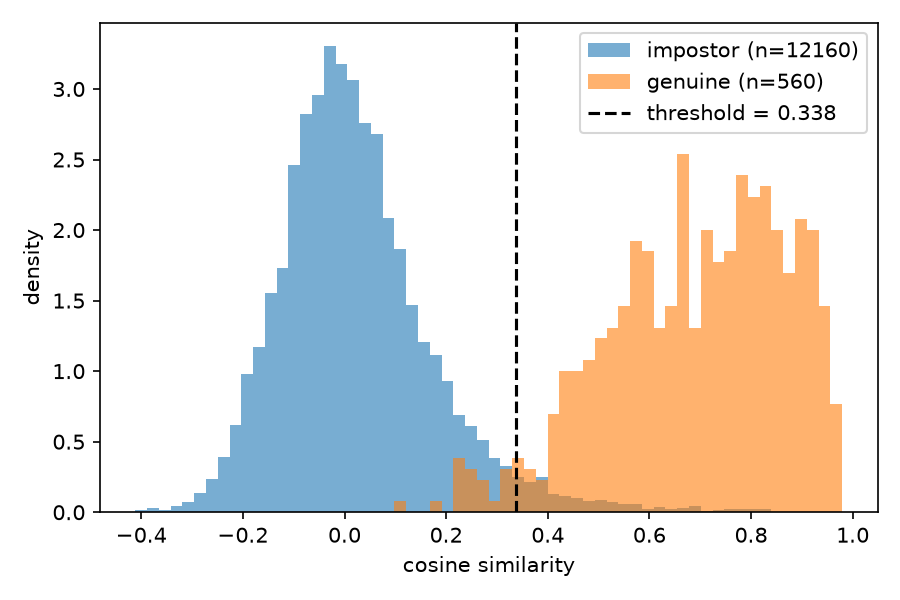 impostor (n=12160)
genuine (n=560)
threshold = 0.338
density
3.0
2.5
2.0
1.5
1.0
0.5
0.0
−0.4 −0.2 0.0 0.2 0.4 0.6 0.8 1.0
cosine similarity